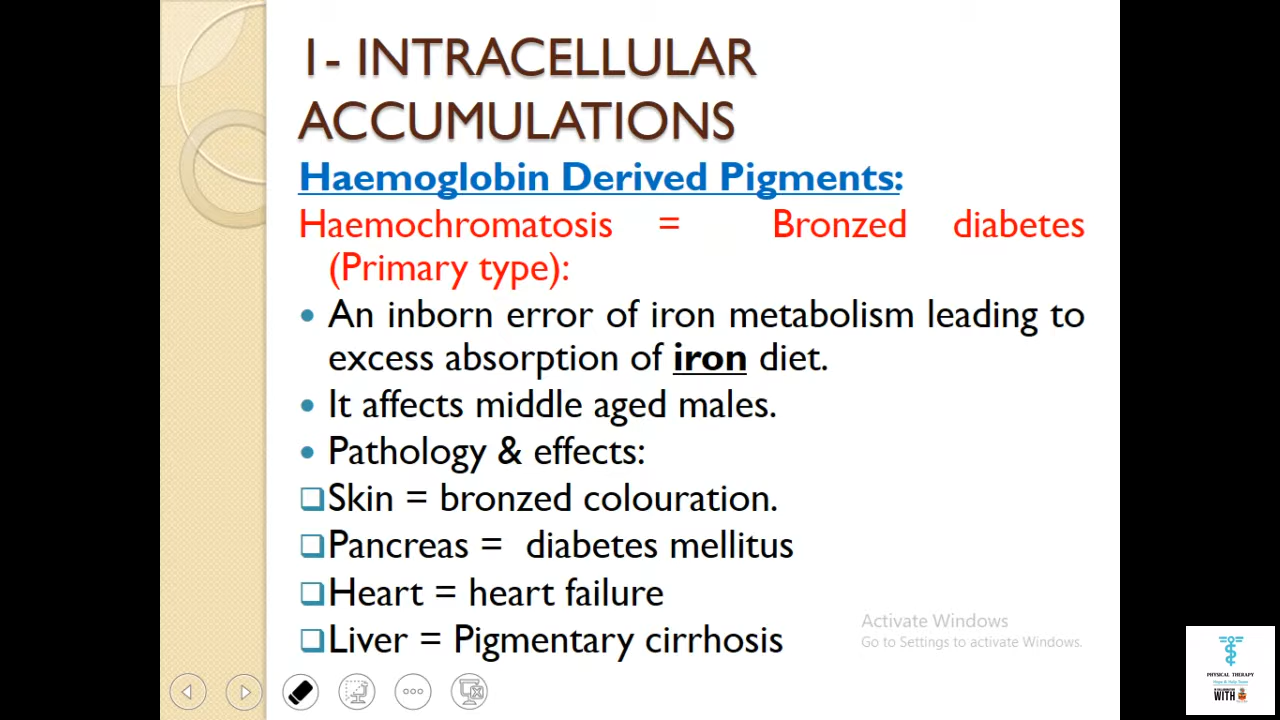 1- INTRACELLULAR
ACCUMULATIONS
Haemoglobin Derived Pigments:
Haemochromatosis = Bronzed diabetes
(Primary type):
• An inborn error of iron metabolism leading to
excess absorption of iron diet.
• It affects middle aged males.
• Pathology & effects:
❑Skin = bronzed colouration.
❑Pancreas = diabetes mellitus
❑Heart = heart failure
❑Liver = Pigmentary cirrhosis
Activate Windows
Go to Settings to activate Windows.
PHYSICAL THERAPY
WITH